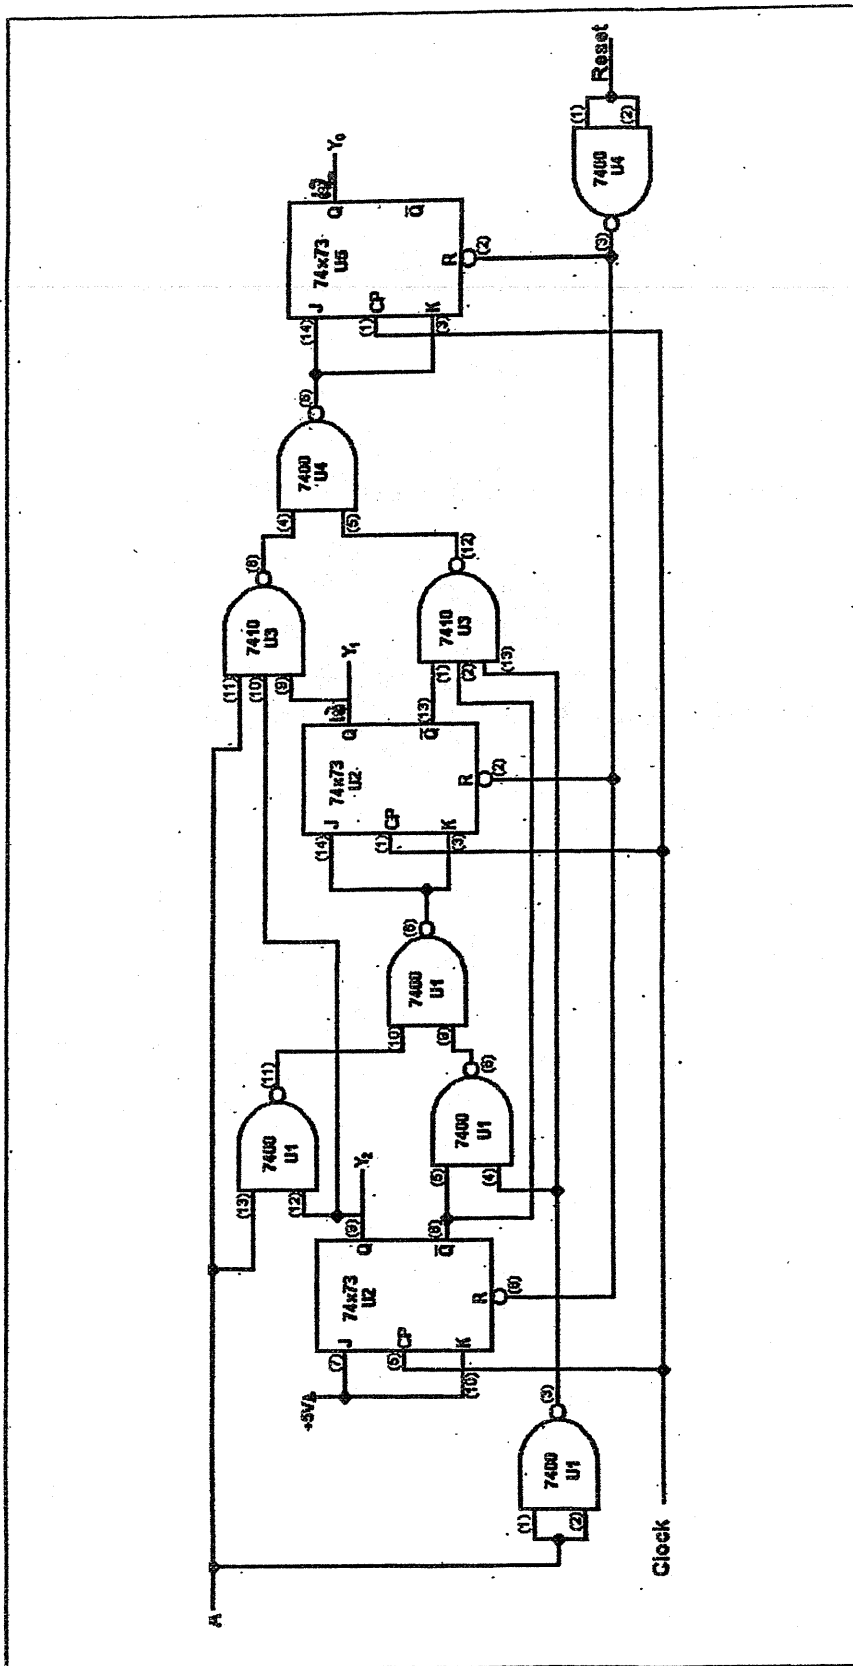 A
+5V
(1)
(2)
7400
U1
(3)
Clock
(7)
(5)
(10)
J
CP
K
74x73
U2
R
(6)
Q
Q̅
(9)
(8)
Y2
(13)
(12)
7400
U1
(11)
(5)
(4)
7400
U1
(6)
(10)
(9)
7400
U1
(8)
(14)
(1)
(3)
J
CP
K
74x73
U2
R
(2)
Q
Q̅
(13)
Y1
(11)
(10)
(9)
7410
U3
(8)
(1)
(2)
(13)
7410
U3
(12)
(4)
(5)
7400
U4
(6)
(14)
(1)
(3)
J
CP
K
74x73
U5
R
(2)
Q
Q̅
Y0
(3)
7400
U4
(1)
(2)
Reset